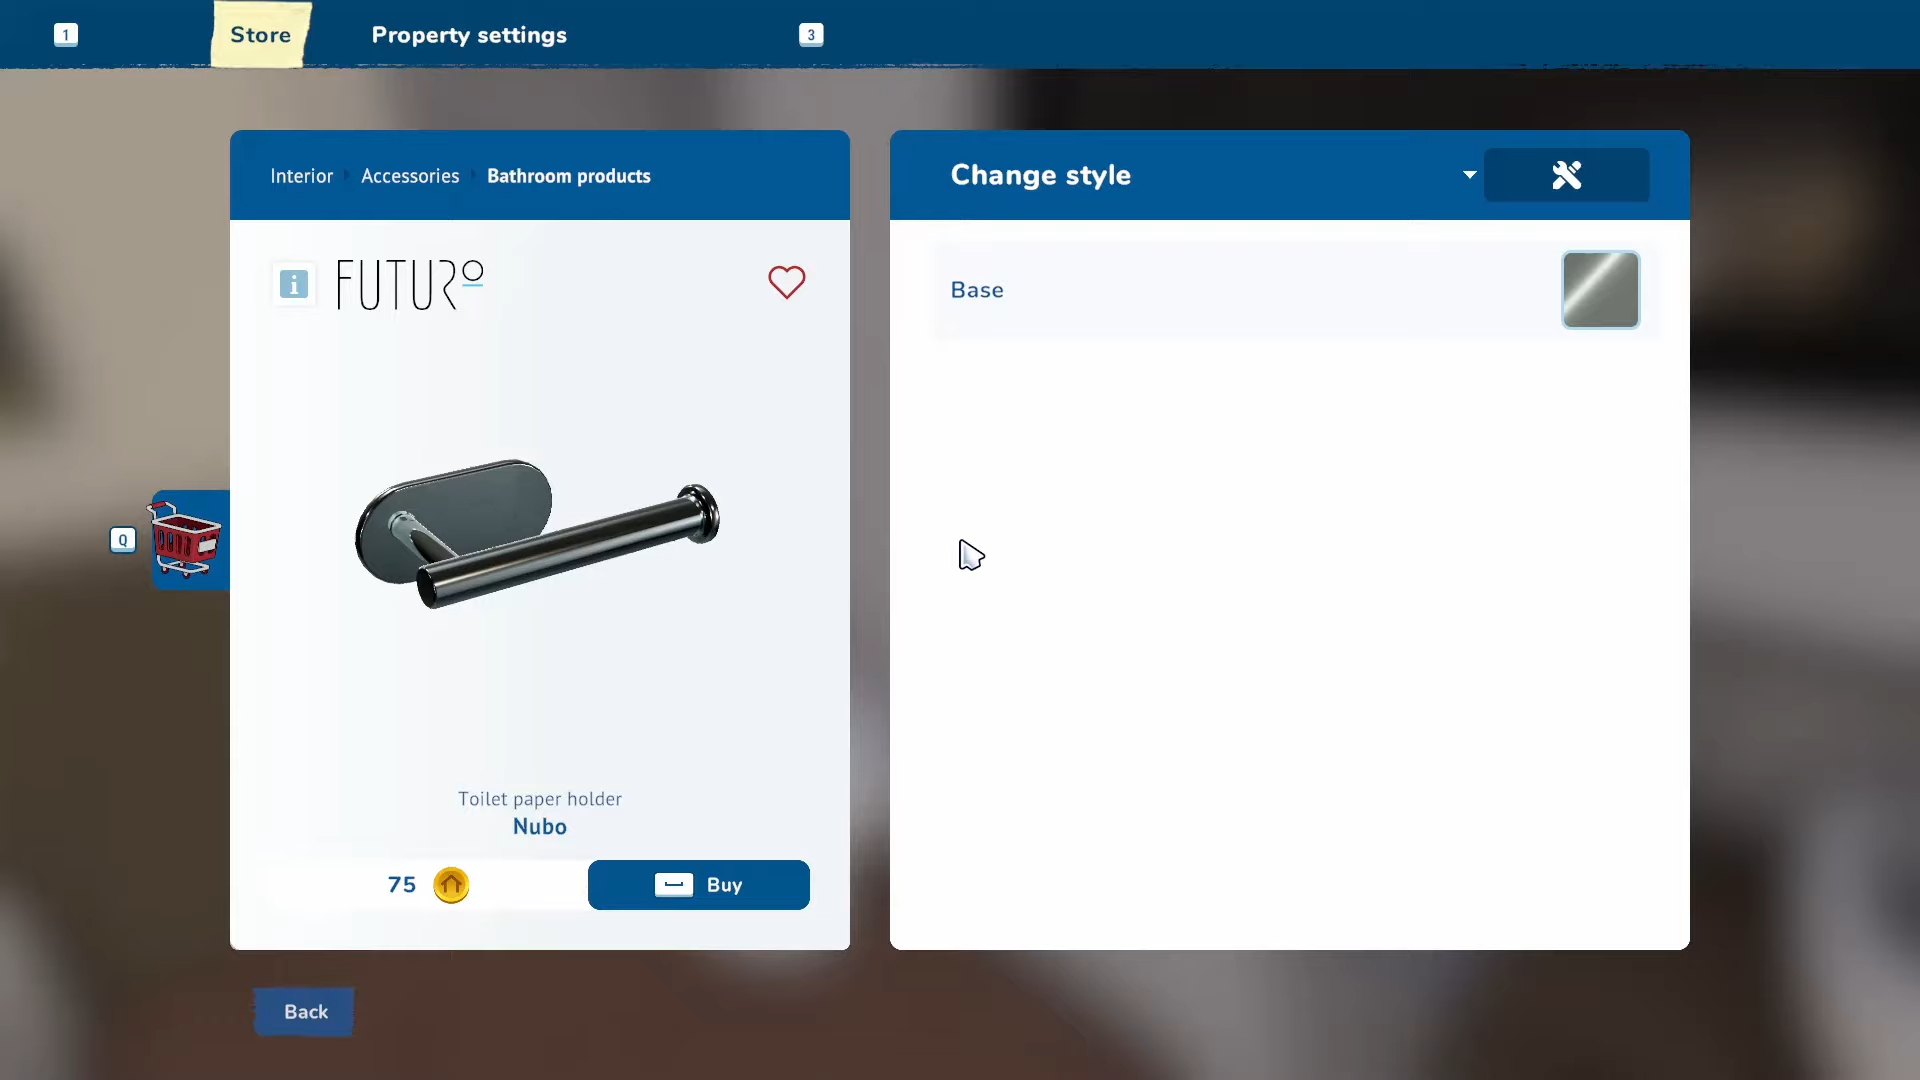 1
Store
Property settings
3
Interior
Accessories
Bathroom products
i
FUTURO
Toilet paper holder
Nubo
75
Buy
Change style
Base
Q
Back